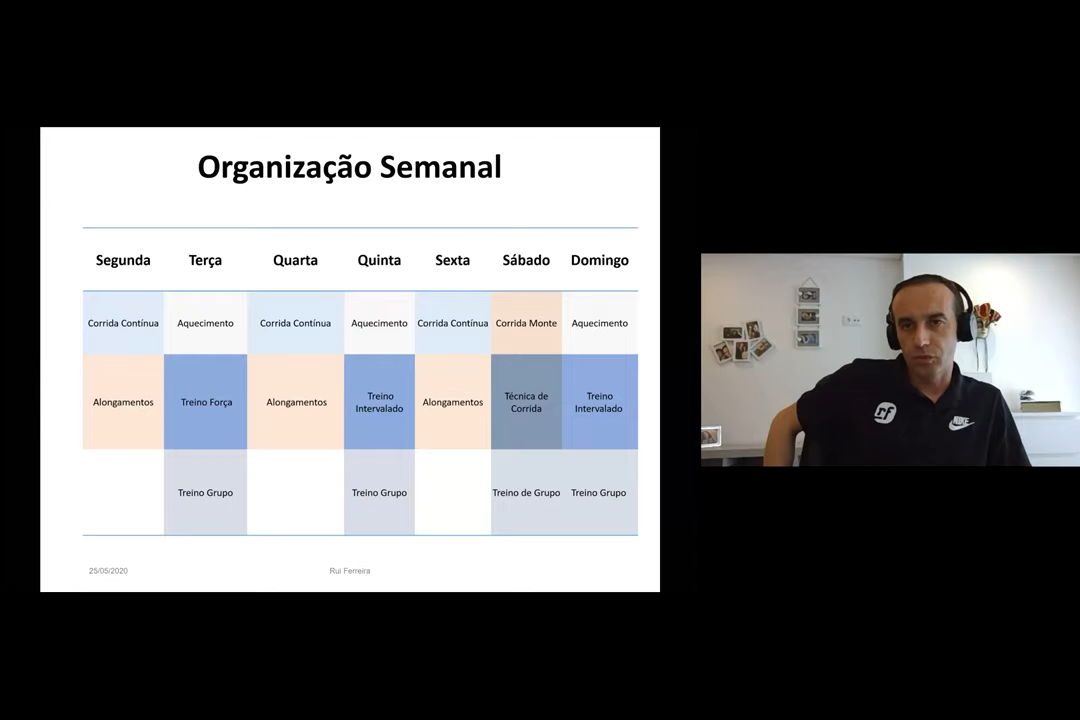 Organização Semanal
Segunda Terça Quarta Quinta Sexta Sábado Domingo
Corrida Contínua Aquecimento Corrida Contínua Aquecimento Corrida Contínua Corrida Monte Aquecimento
Alongamentos Treino Força Alongamentos Treino Intervalado Alongamentos Técnica de Corrida Treino Intervalado
Treino Grupo Treino Grupo Treino de Grupo Treino Grupo
25/05/2020 Rui Ferreira
rf
NIKE